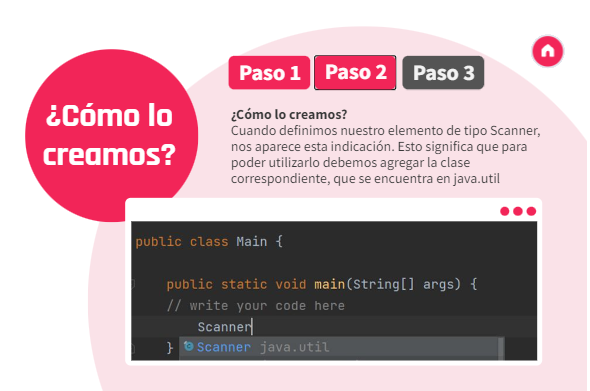 ¿Cómo lo
creamos?
Paso 1
Paso 2
Paso 3
¿Cómo lo creamos?
Cuando definimos nuestro elemento de tipo Scanner,
nos aparece esta indicación. Esto significa que para
poder utilizarlo debemos agregar la clase
correspondiente, que se encuentra en java.util
public class Main {
public static void main(String[] args) {
// write your code here
Scanner
}
Scanner java.util